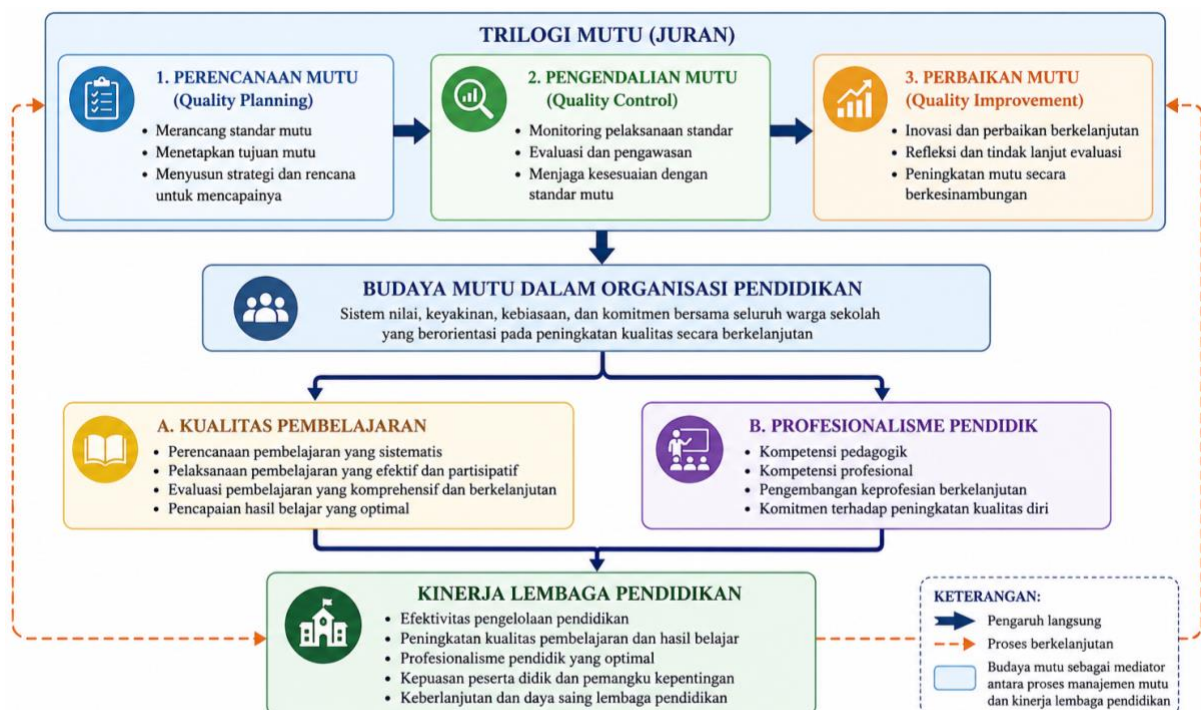 TRILOGI MUTU (JURAN)
1. PERENCANAAN MUTU
(Quality Planning)
• Merancang standar mutu
• Menetapkan tujuan mutu
• Menyusun strategi dan rencana
untuk mencapainya
2. PENGENDALIAN MUTU
(Quality Control)
• Monitoring pelaksanaan standar
• Evaluasi dan pengawasan
• Menjaga kesesuaian dengan
standar mutu
3. PERBAIKAN MUTU
(Quality Improvement)
• Inovasi dan perbaikan berkelanjutan
• Refleksi dan tindak lanjut evaluasi
• Peningkatan mutu secara
berkesinambungan
BUDAYA MUTU DALAM ORGANISASI PENDIDIKAN
Sistem nilai, keyakinan, kebiasaan, dan komitmen bersama seluruh warga sekolah
yang berorientasi pada peningkatan kualitas secara berkelanjutan
A. KUALITAS PEMBELAJARAN
• Perencanaan pembelajaran yang sistematis
• Pelaksanaan pembelajaran yang efektif dan partisipatif
• Evaluasi pembelajaran yang komprehensif dan berkelanjutan
• Pencapaian hasil belajar yang optimal
B. PROFESIONALISME PENDIDIK
• Kompetensi pedagogik
• Kompetensi profesional
• Pengembangan keprofesian berkelanjutan
• Komitmen terhadap peningkatan kualitas diri
KINERJA LEMBAGA PENDIDIKAN
• Efektivitas pengelolaan pendidikan
• Peningkatan kualitas pembelajaran dan hasil belajar
• Profesionalisme pendidik yang optimal
• Kepuasan peserta didik dan pemangku kepentingan
• Keberlanjutan dan daya saing lembaga pendidikan
KETERANGAN:
Pengaruh langsung
Proses berkelanjutan
Budaya mutu sebagai mediator
antara proses manajemen mutu
dan kinerja lembaga pendidikan